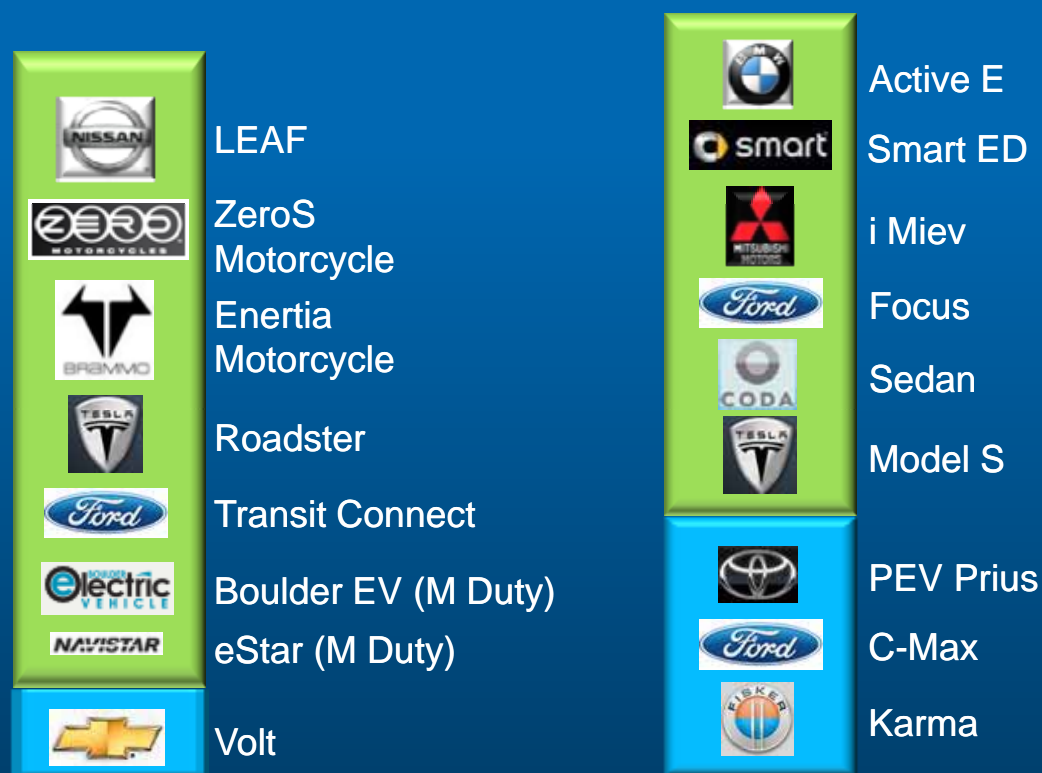 NISSAN
LEAF
ZERO
MOTORCYCLES
ZeroS
Motorcycle
BRAMMO
Enertia
Motorcycle
TESLA
Roadster
Ford
Transit Connect
BOULDER
electric
VEHICLE
Boulder EV (M Duty)
NAVISTAR
eStar (M Duty)
Volt
BMW
Active E
smart
Smart ED
MITSUBISHI
MOTORS
i Miev
Ford
Focus
CODA
Sedan
TESLA
Model S
PEV Prius
Ford
C-Max
FISKER
Karma